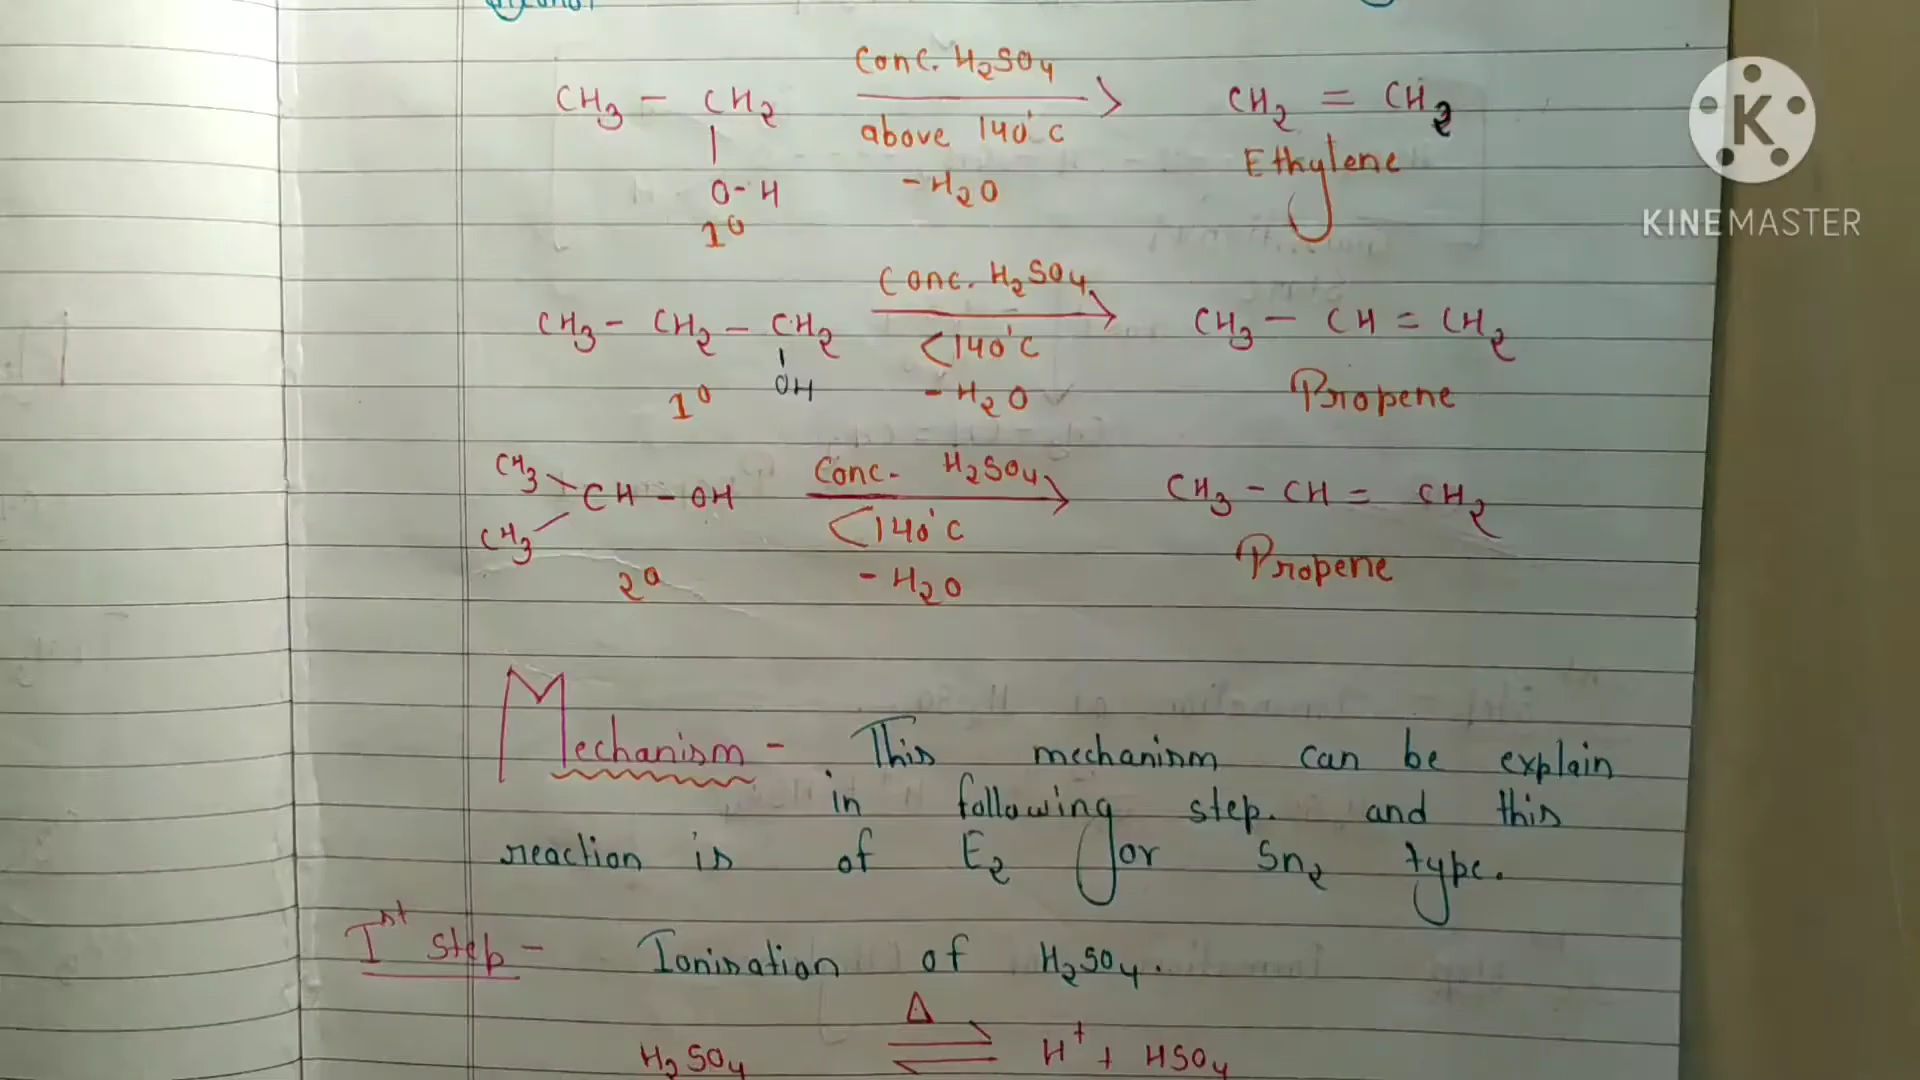 Conc. H2SO4
CH3 - CH2 → CH2 = CH2
above 140°C
Ethylene
O-H
-H2O
1°
Conc. H2SO4
CH3 - CH2 - CH2 → CH3 - CH = CH2
<140°C
OH
1°
-H2O
Propene
CH3
Conc. H2SO4
CH - OH → CH3 - CH = CH2
CH3
<140°C
2°
-H2O
Propene
Mechanism - This mechanism can be explain
in following step. and this
reaction is of E2 or Sn2 type.
Ist step - Ionisation of H2SO4.
Δ
H2SO4 ⇌ H+ + HSO4
K
KINEMASTER